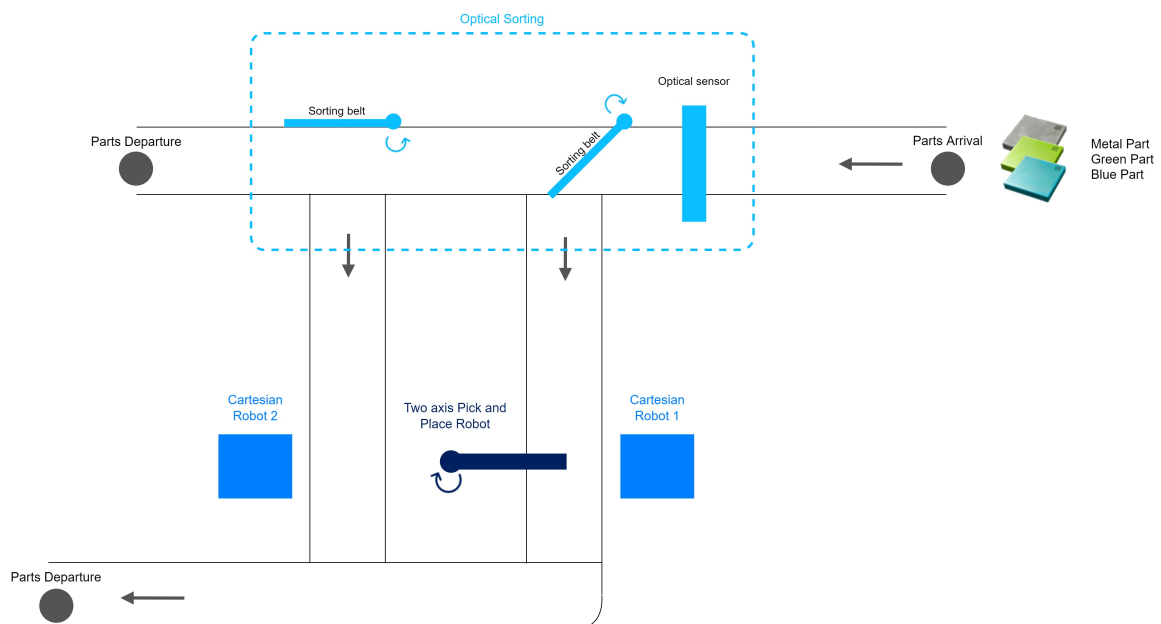 Optical Sorting
Optical sensor
Sorting belt
Sorting belt
Parts Departure
Parts Arrival
Metal Part
Green Part
Blue Part
Cartesian
Robot 2
Two axis Pick and
Place Robot
Cartesian
Robot 1
Parts Departure